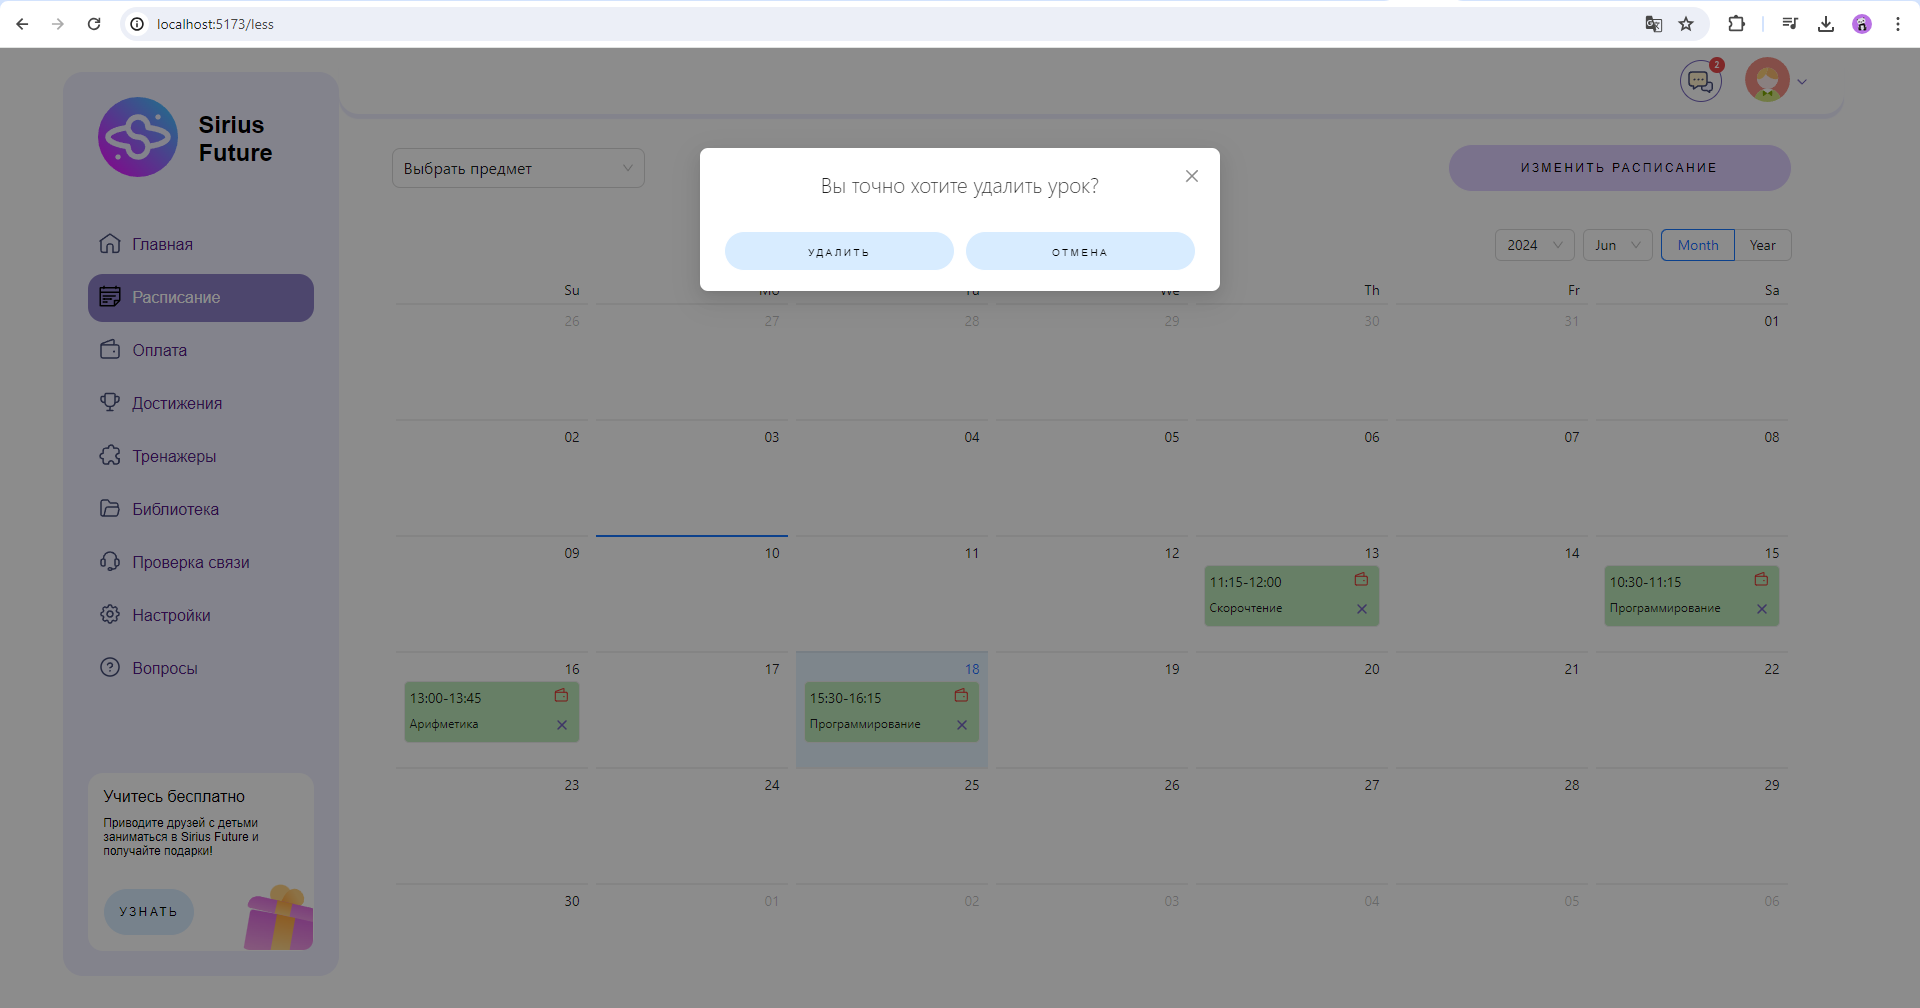 localhost:5173/less
2
Sirius
Future
Выбрать предмет
Вы точно хотите удалить урок?
УДАЛИТЬ
ОТМЕНА
ИЗМЕНИТЬ РАСПИСАНИЕ
Главная
Расписание
Оплата
Достижения
Тренажеры
Библиотека
Проверка связи
Настройки
Вопросы
Учитесь бесплатно
Приводите друзей с детьми
заниматься в Sirius Future и
получайте подарки!
УЗНАТЬ
2024 Jun Month Year
Su Mo Tu We Th Fr Sa
26 27 28 29 30 31 01
02 03 04 05 06 07 08
09 10 11 12 13 14 15
11:15-12:00 10:30-11:15
Скорочтение Программирование
16 17 18 19 20 21 22
13:00-13:45 15:30-16:15
Арифметика Программирование
23 24 25 26 27 28 29
30 01 02 03 04 05 06